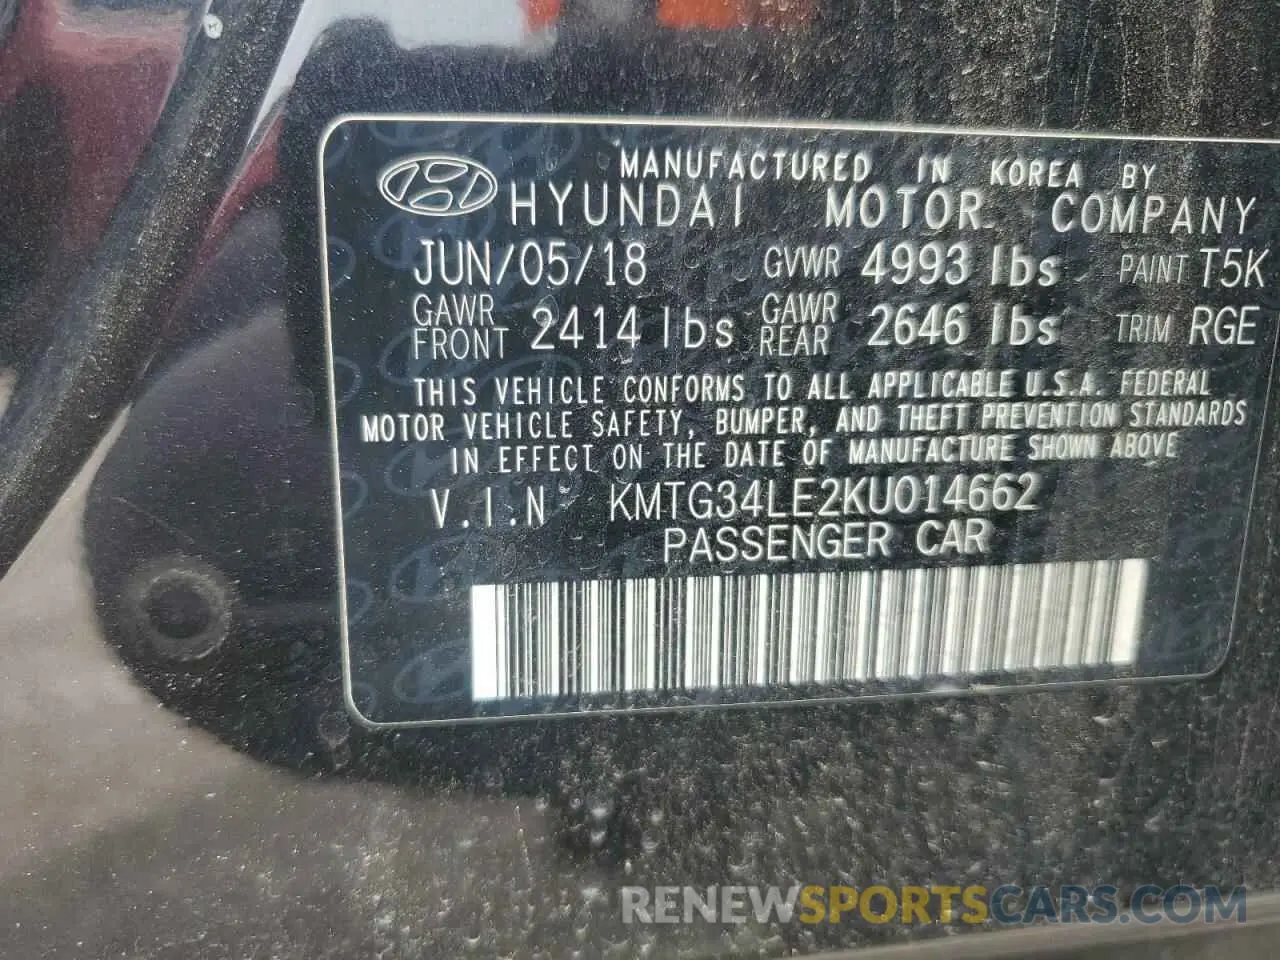 MANUFACTURED IN KOREA BY
HYUNDAI MOTOR COMPANY
JUN/05/18 GVWR 4993 lbs PAINT T5K
GAWR FRONT 2414 lbs GAWR REAR 2646 lbs TRIM RGE
THIS VEHICLE CONFORMS TO ALL APPLICABLE U.S.A. FEDERAL
MOTOR VEHICLE SAFETY, BUMPER, AND THEFT PREVENTION STANDARDS
IN EFFECT ON THE DATE OF MANUFACTURE SHOWN ABOVE
V.I.N KMTG34LE2KU014662
PASSENGER CAR
RENEWSPORTSCARS.COM